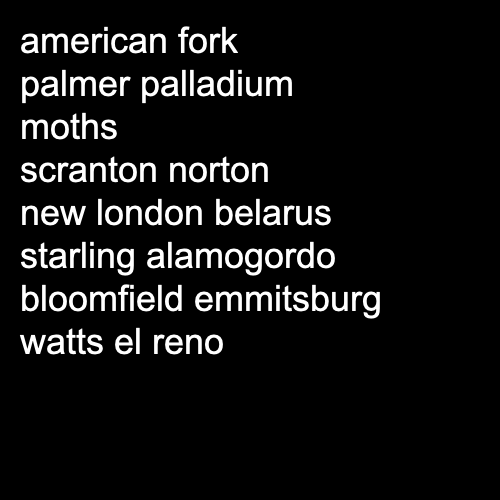 american fork
palmer palladium
moths
scranton norton
new london belarus
starling alamogordo
bloomfield emmitsburg
watts el reno